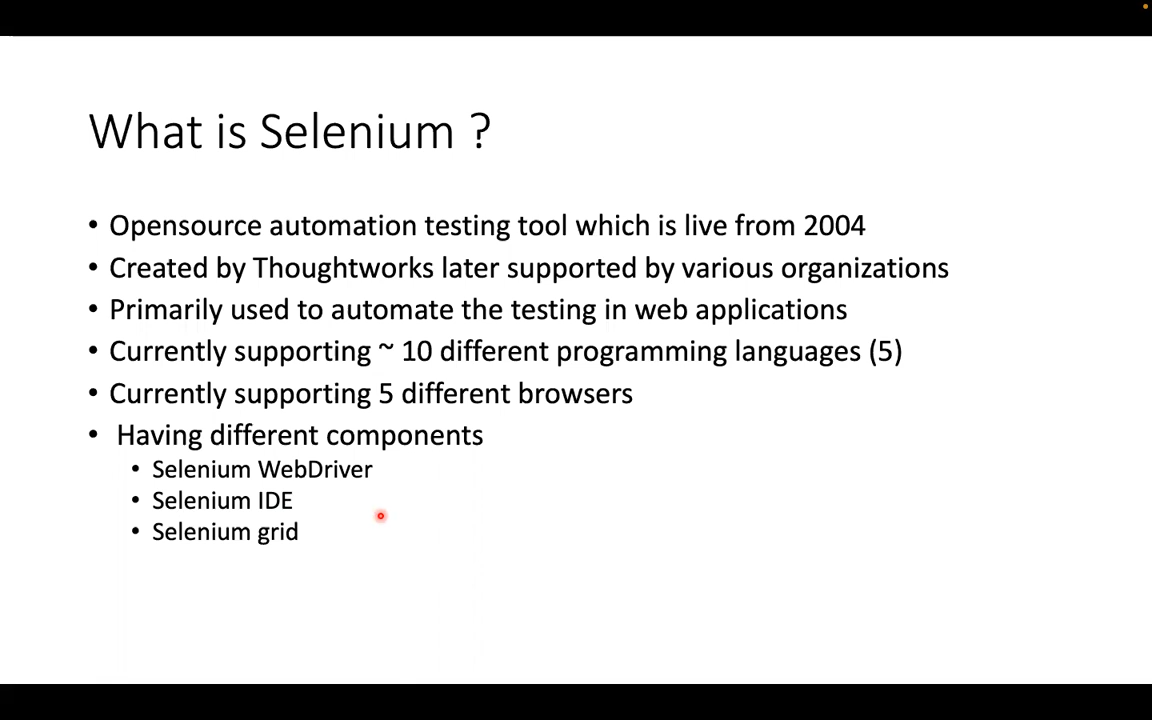 What is Selenium ?
• Opensource automation testing tool which is live from 2004
• Created by Thoughtworks later supported by various organizations
• Primarily used to automate the testing in web applications
• Currently supporting ~ 10 different programming languages (5)
• Currently supporting 5 different browsers
• Having different components
• Selenium WebDriver
• Selenium IDE
• Selenium grid